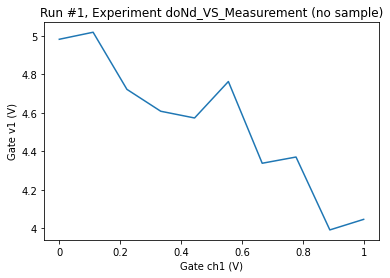 Run #1, Experiment doNd_VS_Measurement (no sample)
Gate v1 (V)
5
4.8
4.6
4.4
4.2
4
0 0.2 0.4 0.6 0.8 1
Gate ch1 (V)